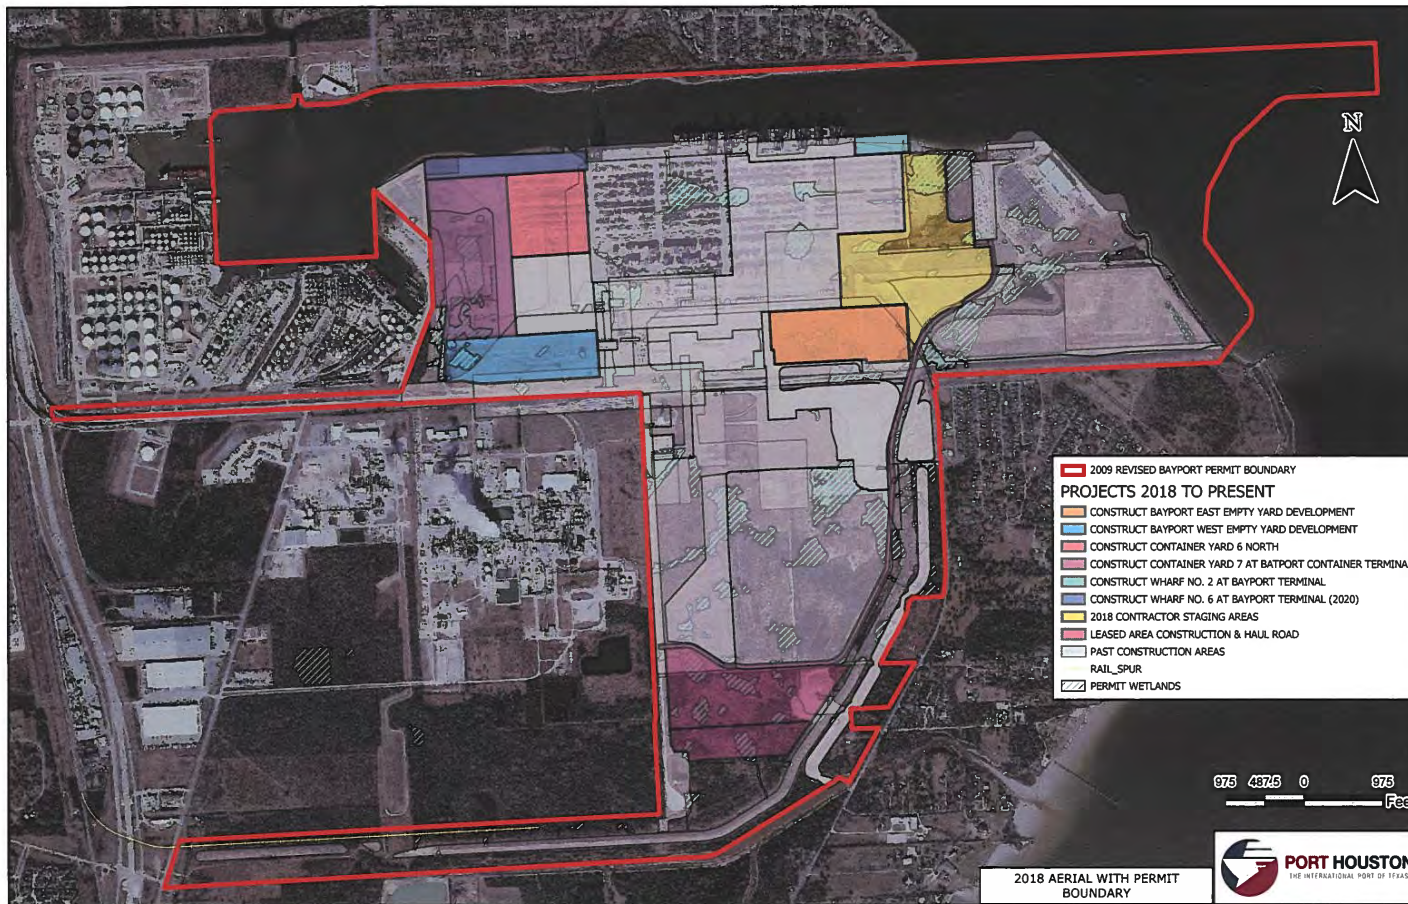 N
2009 REVISED BAYPORT PERMIT BOUNDARY
PROJECTS 2018 TO PRESENT
CONSTRUCT BAYPORT EAST EMPTY YARD DEVELOPMENT
CONSTRUCT BAYPORT WEST EMPTY YARD DEVELOPMENT
CONSTRUCT CONTAINER YARD 6 NORTH
CONSTRUCT CONTAINER YARD 7 AT BATPORT CONTAINER TERMINA
CONSTRUCT WHARF NO. 2 AT BAYPORT TERMINAL
CONSTRUCT WHARF NO. 6 AT BAYPORT TERMINAL (2020)
2018 CONTRACTOR STAGING AREAS
LEASED AREA CONSTRUCTION & HAUL ROAD
PAST CONSTRUCTION AREAS
RAIL_SPUR
PERMIT WETLANDS
975 487.5 0 975
Fee
2018 AERIAL WITH PERMIT
BOUNDARY
PORT HOUSTON
THE INTERNATIONAL PORT OF TEXAS